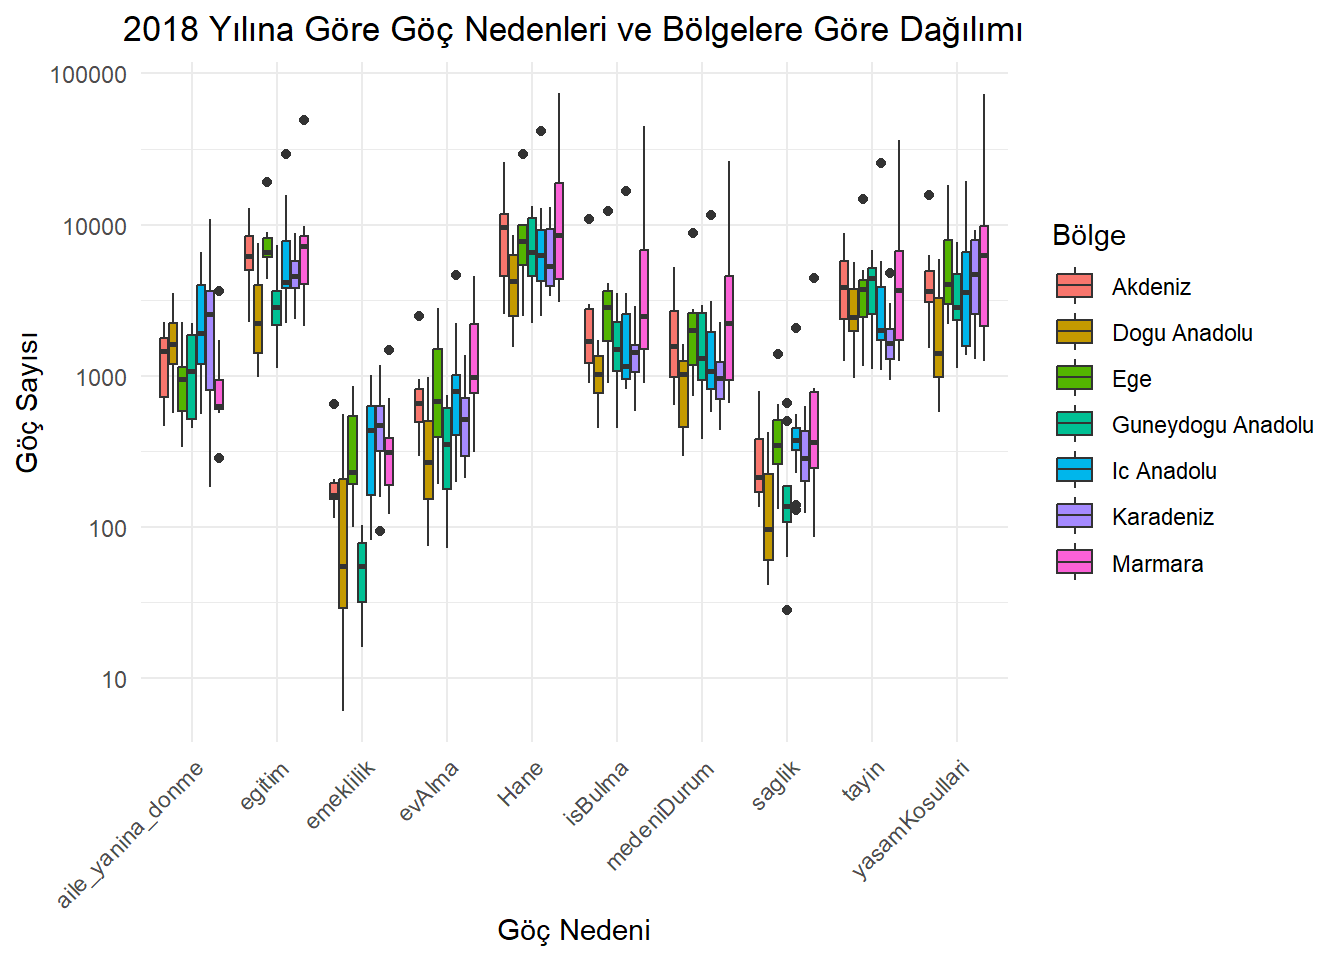 2018 Yılına Göre Göç Nedenleri ve Bölgelere Göre Dağılımı
Göç Sayısı
100000
10000
1000
100
10
aile_yanina_donme
egitim
emeklilik
evAlma
Hane
isBulma
medeniDurum
saglik
tayin
yasamKosullari
Göç Nedeni
Bölge
Akdeniz
Dogu Anadolu
Ege
Guneydogu Anadolu
Ic Anadolu
Karadeniz
Marmara